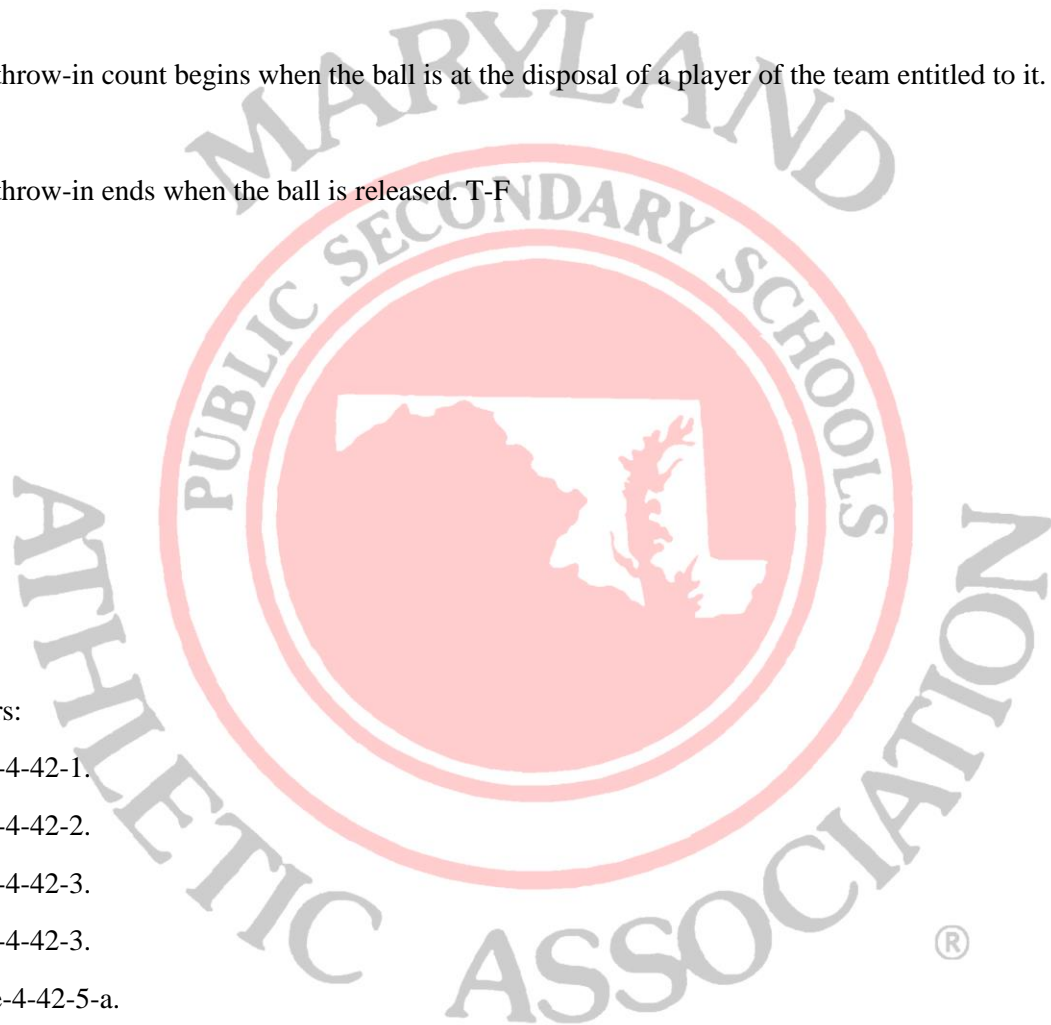 throw-in count begins when the ball is at the disposal of a player of the team entitled to it.
throw-in ends when the ball is released. T-F
MARYLAND
PUBLIC SECONDARY SCHOOLS
ATHLETIC ASSOCIATION
®
rs:
-4-42-1.
-4-42-2.
-4-42-3.
-4-42-3.
e-4-42-5-a.